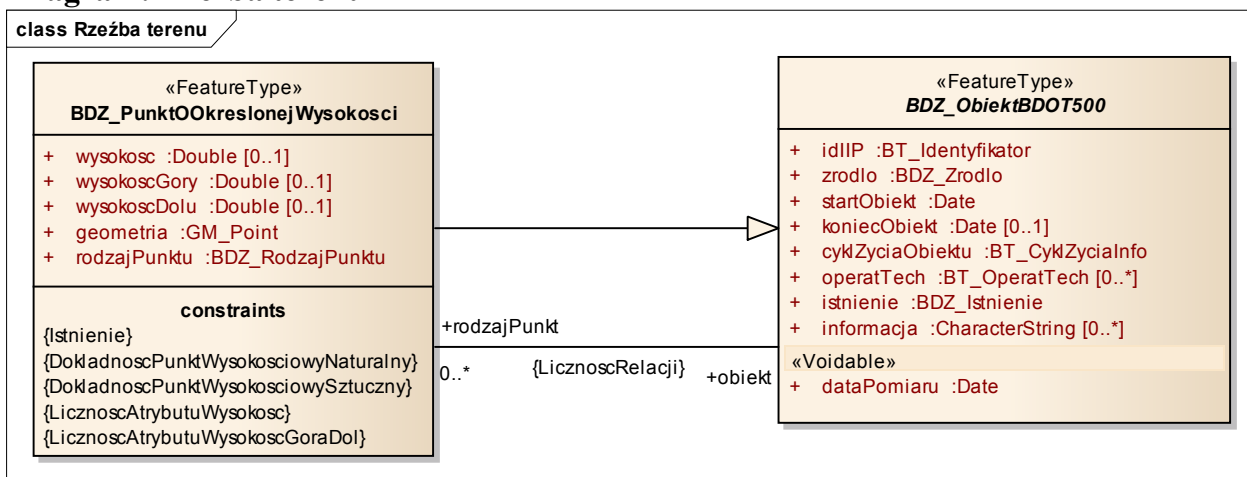 class Rzeźba terenu
«FeatureType»
BDZ_PunktOOkreslonejWysokosci
+ wysokosc :Double [0..1]
+ wysokoscGory :Double [0..1]
+ wysokoscDolu :Double [0..1]
+ geometria :GM_Point
+ rodzajPunktu :BDZ_RodzajPunktu
constraints
{Istnienie}
{DokladnoscPunktWysokosciowyNaturalny}
{DokladnoscPunktWysokosciowySztuczny}
{LicznoscAtrybutuWysokosc}
{LicznoscAtrybutuWysokoscGoraDol}
+rodzajPunkt
0..*
{LicznoscRelacji}
+obiekt
«FeatureType»
BDZ_ObiektBDOT500
+ idIIP :BT_Identyfikator
+ zrodlo :BDZ_Zrodlo
+ startObiekt :Date
+ koniecObiekt :Date [0..1]
+ cyklZyciaObiektu :BT_CyklZyciaInfo
+ operatTech :BT_OperatTech [0..*]
+ istnienie :BDZ_Istnienie
+ informacja :CharacterString [0..*]
«Voidable»
+ dataPomiaru :Date